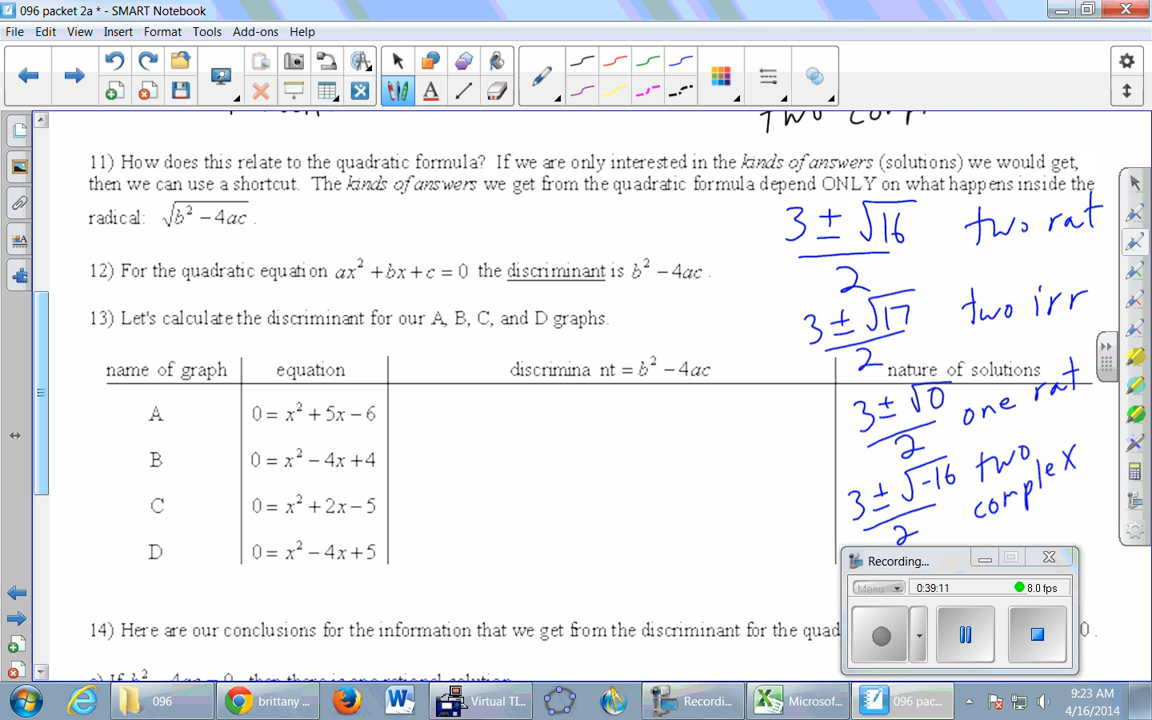 096 packet 2a * - SMART Notebook
File Edit View Insert Format Tools Add-ons Help
two
11) How does this relate to the quadratic formula? If we are only interested in the kinds of answers (solutions) we would get,
then we can use a shortcut. The kinds of answers we get from the quadratic formula depend ONLY on what happens inside the
radical: √b² − 4ac .
3 ± √16 / 2 two rat
12) For the quadratic equation ax² + bx + c = 0 the discriminant is b² − 4ac .
3 ± √17 / 2 two irr
13) Let's calculate the discriminant for our A, B, C, and D graphs.
name of graph equation discrimina nt = b² − 4ac nature of solutions
A 0 = x² + 5x − 6
3 ± √0 / 2 one rat
B 0 = x² − 4x + 4
3 ± √-16 / 2 two complex
C 0 = x² + 2x − 5
D 0 = x² − 4x + 5
Recording...
Menu 0:39:11 8.0 fps
14) Here are our conclusions for the information that we get from the discriminant for the quad 0 .
096 brittany ... Virtual TI... Recordi... Microsof... 096 pac...
9:23 AM
4/16/2014